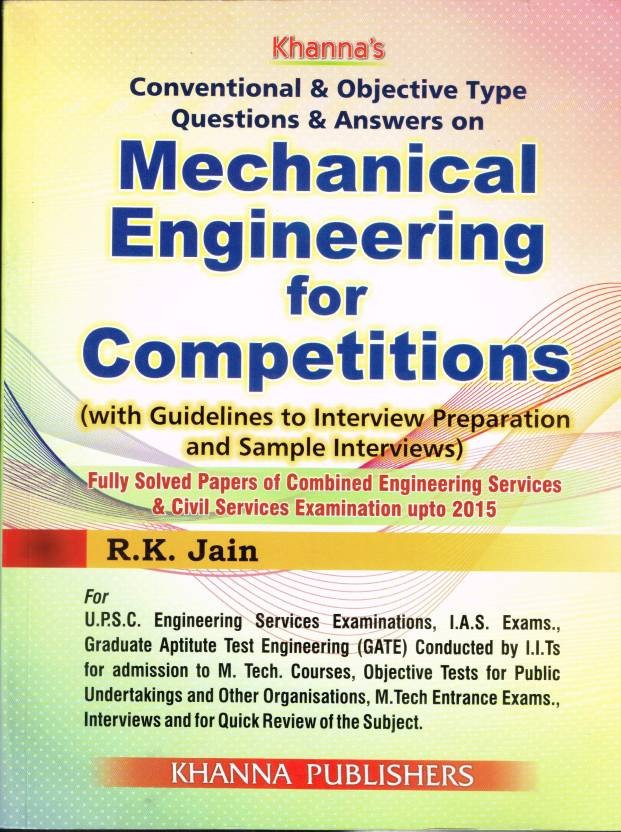 Khanna's
Conventional & Objective Type
Questions & Answers on
Mechanical
Engineering
for
Competitions
(with Guidelines to Interview Preparation
and Sample Interviews)
Fully Solved Papers of Combined Engineering Services
& Civil Services Examination upto 2015
R.K. Jain
For
U.P.S.C. Engineering Services Examinations, I.A.S. Exams.,
Graduate Aptitute Test Engineering (GATE) Conducted by I.I.Ts
for admission to M. Tech. Courses, Objective Tests for Public
Undertakings and Other Organisations, M.Tech Entrance Exams.,
Interviews and for Quick Review of the Subject.
KHANNA PUBLISHERS